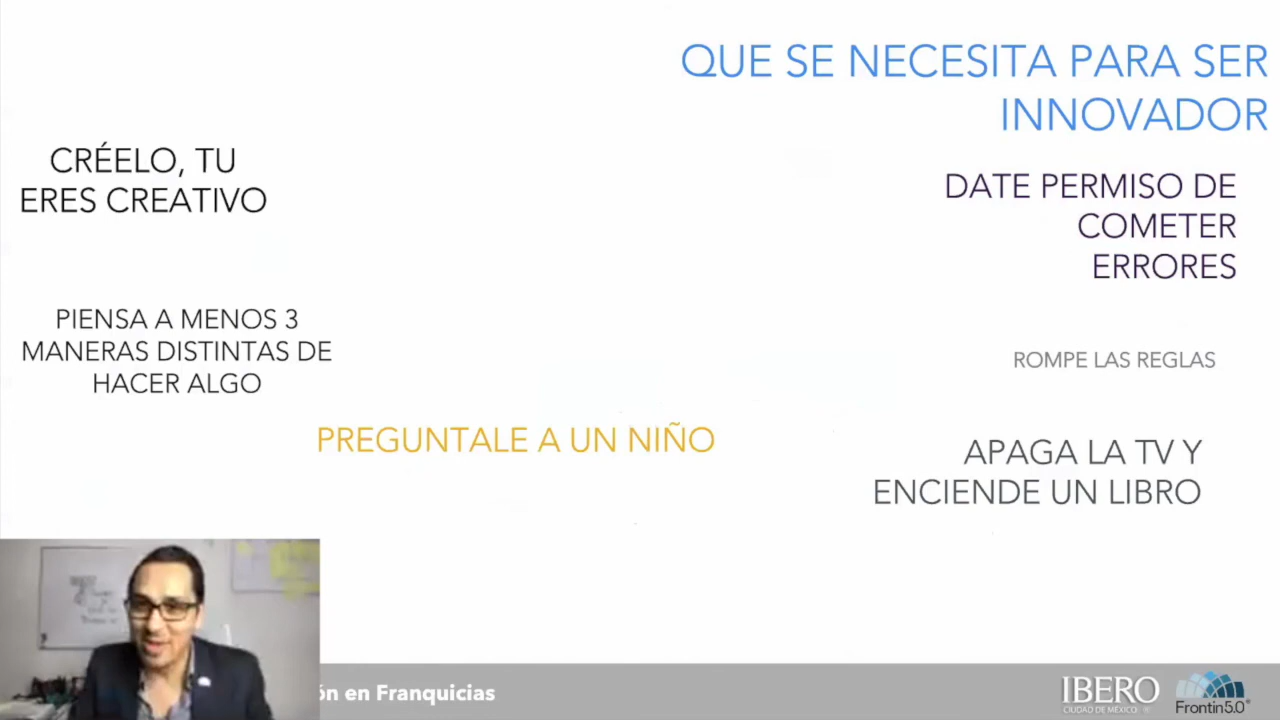 QUE SE NECESITA PARA SER
INNOVADOR
CRÉELO, TU
ERES CREATIVO
DATE PERMISO DE
COMETER
ERRORES
PIENSA A MENOS 3
MANERAS DISTINTAS DE
HACER ALGO
ROMPE LAS REGLAS
PREGUNTALE A UN NIÑO
APAGA LA TV Y
ENCIENDE UN LIBRO
ón en Franquicias
IBERO
CIUDAD DE MÉXICO
Frontin5.0®